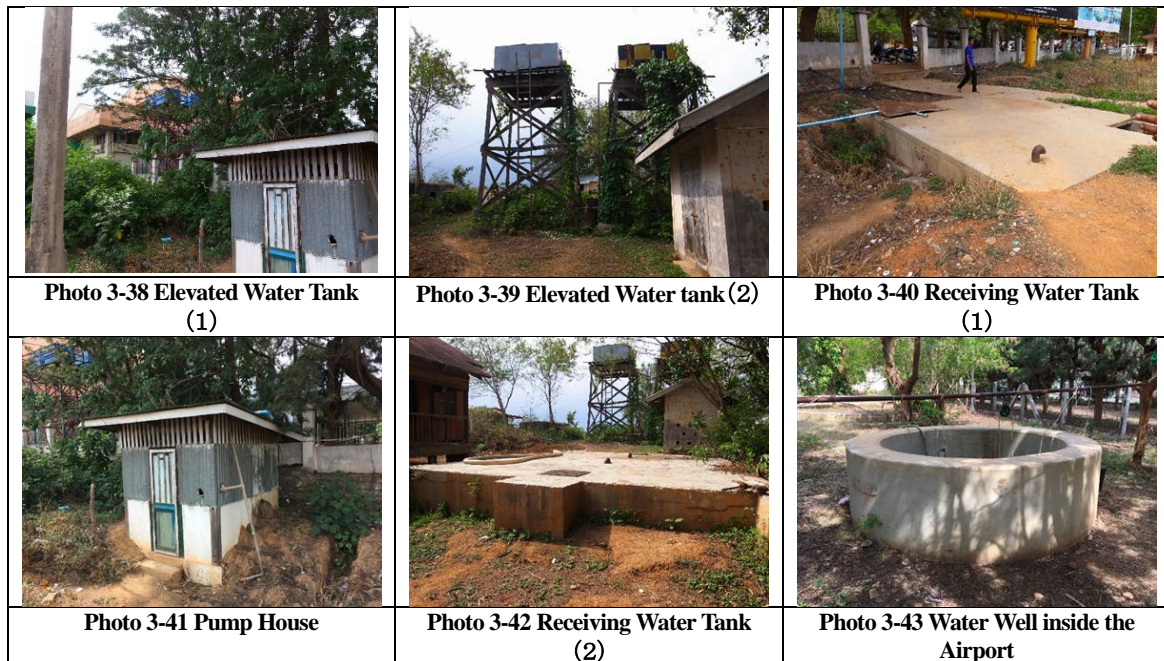 Photo 3-38 Elevated Water Tank
(1)
Photo 3-39 Elevated Water tank(2)
Photo 3-40 Receiving Water Tank
(1)
Photo 3-41 Pump House
Photo 3-42 Receiving Water Tank
(2)
Photo 3-43 Water Well inside the
Airport